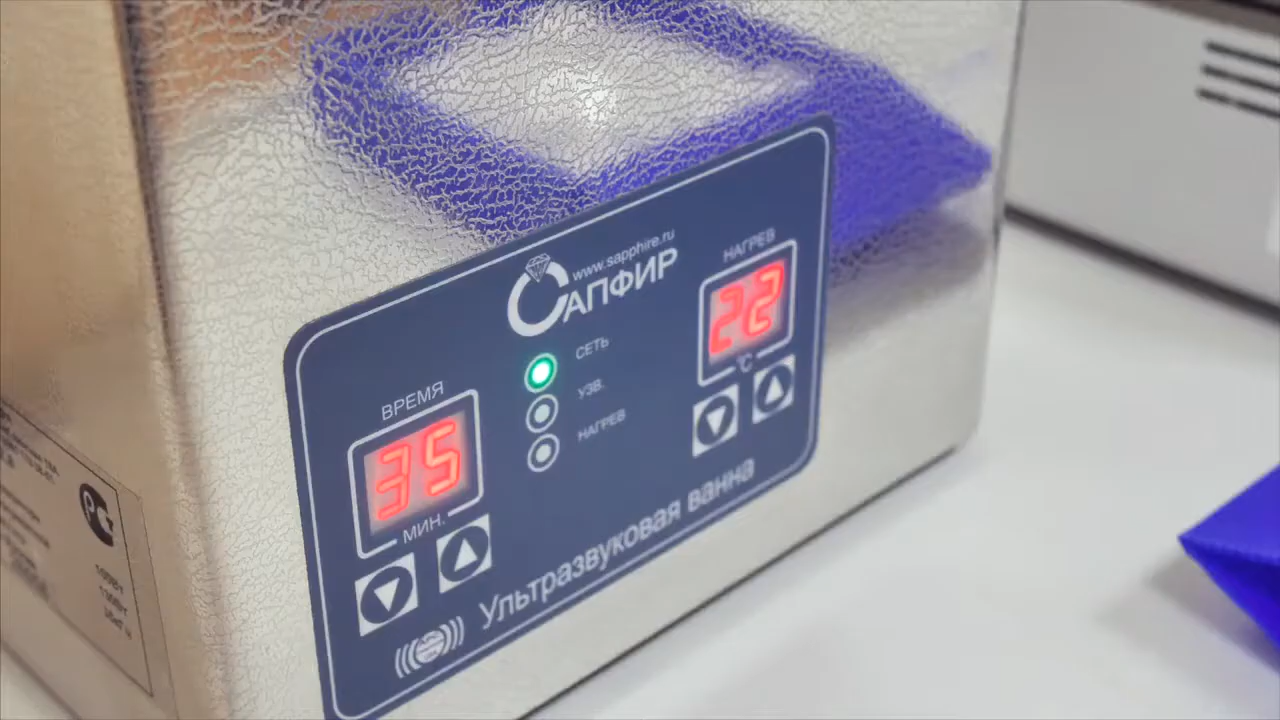 www.sapphire.ru
САПФИР
НАГРЕВ
22
°C
СЕТЬ
УЗВ.
НАГРЕВ
ВРЕМЯ
35
МИН.
Ультразвуковая ванна